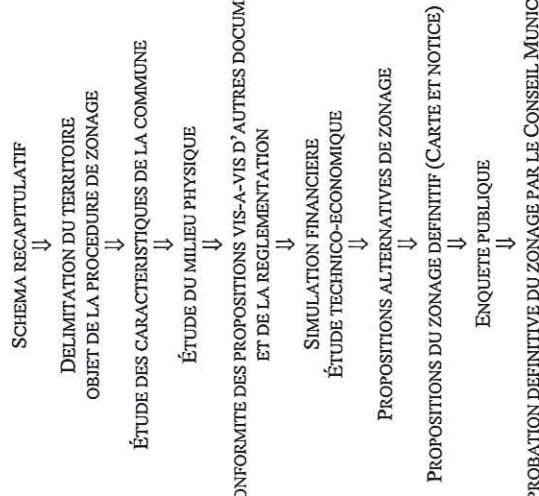 SCHEMA RECAPITULATIF
⇓
DELIMITATION DU TERRITOIRE
OBJET DE LA PROCEDURE DE ZONAGE
⇓
ÉTUDE DES CARACTERISTIQUES DE LA COMMUNE
⇓
ÉTUDE DU MILIEU PHYSIQUE
⇓
ONFORMITE DES PROPOSITIONS VIS-A-VIS D'AUTRES DOCUM
ET DE LA REGLEMENTATION
⇓
SIMULATION FINANCIERE
ÉTUDE TECHNICO-ECONOMIQUE
⇓
PROPOSITIONS ALTERNATIVES DE ZONAGE
⇓
PROPOSITIONS DU ZONAGE DEFINITIF (CARTE ET NOTICE)
⇓
ENQUETE PUBLIQUE
⇓
PROBATION DEFINITIVE DU ZONAGE PAR LE CONSEIL MUNIC